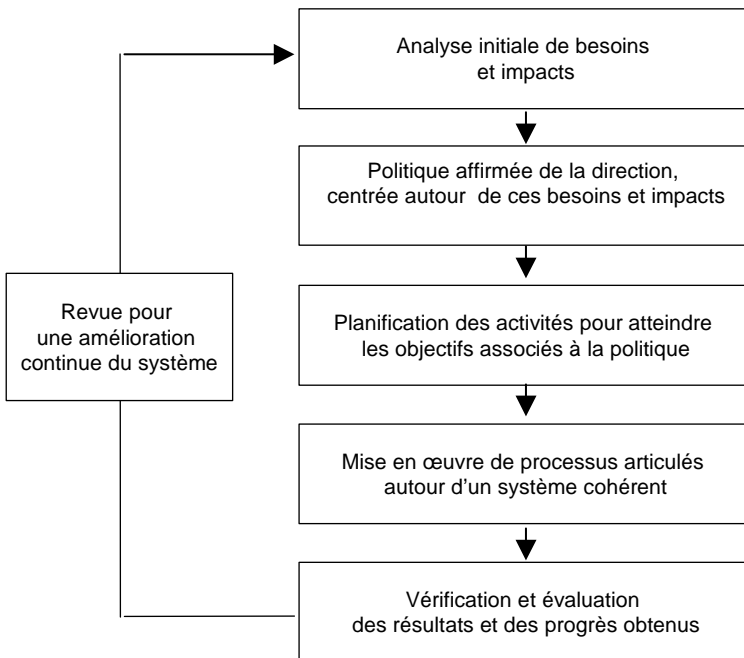 Analyse initiale de besoins
et impacts
Politique affirmée de la direction,
centrée autour de ces besoins et impacts
Planification des activités pour atteindre
les objectifs associés à la politique
Mise en œuvre de processus articulés
autour d'un système cohérent
Vérification et évaluation
des résultats et des progrès obtenus
Revue pour
une amélioration
continue du système